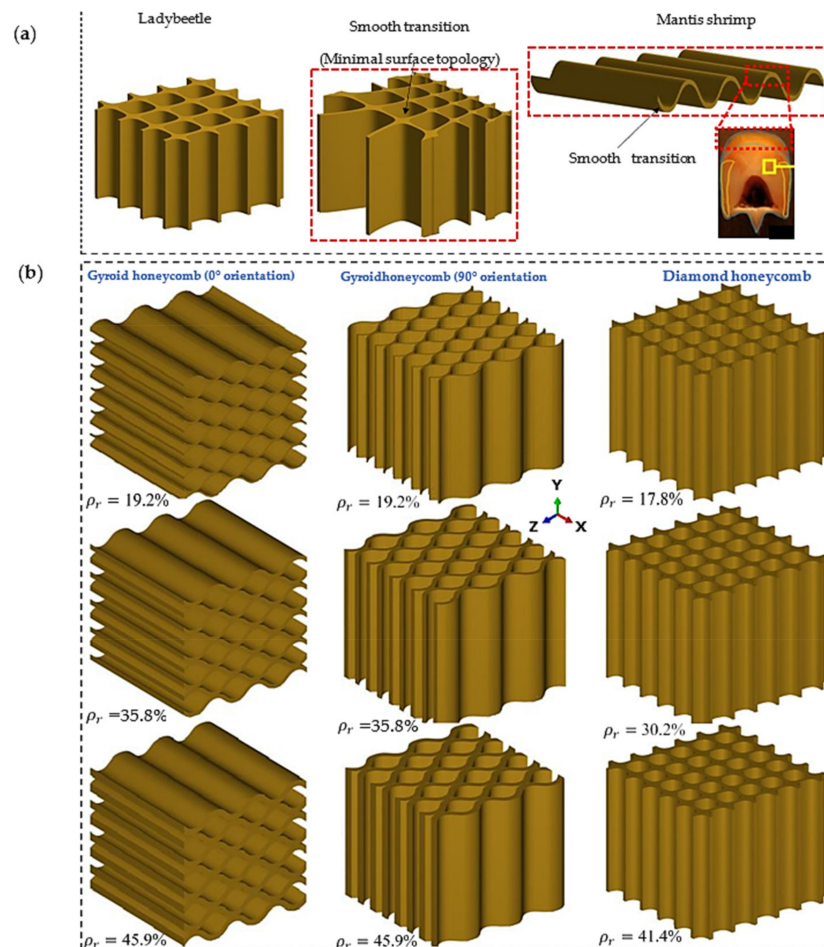 (a)
Ladybeetle
Smooth transition
(Minimal surface topology)
Mantis shrimp
Smooth transition
(b)
Gyroid honeycomb (0° orientation)
Gyroidhoneycomb (90° orientation
Diamond honeycomb
ρᵣ = 19.2%
ρᵣ = 19.2%
Y
Z
X
ρᵣ = 17.8%
ρᵣ =35.8%
ρᵣ =35.8%
ρᵣ = 30.2%
ρᵣ = 45.9%
ρᵣ = 45.9%
ρᵣ = 41.4%